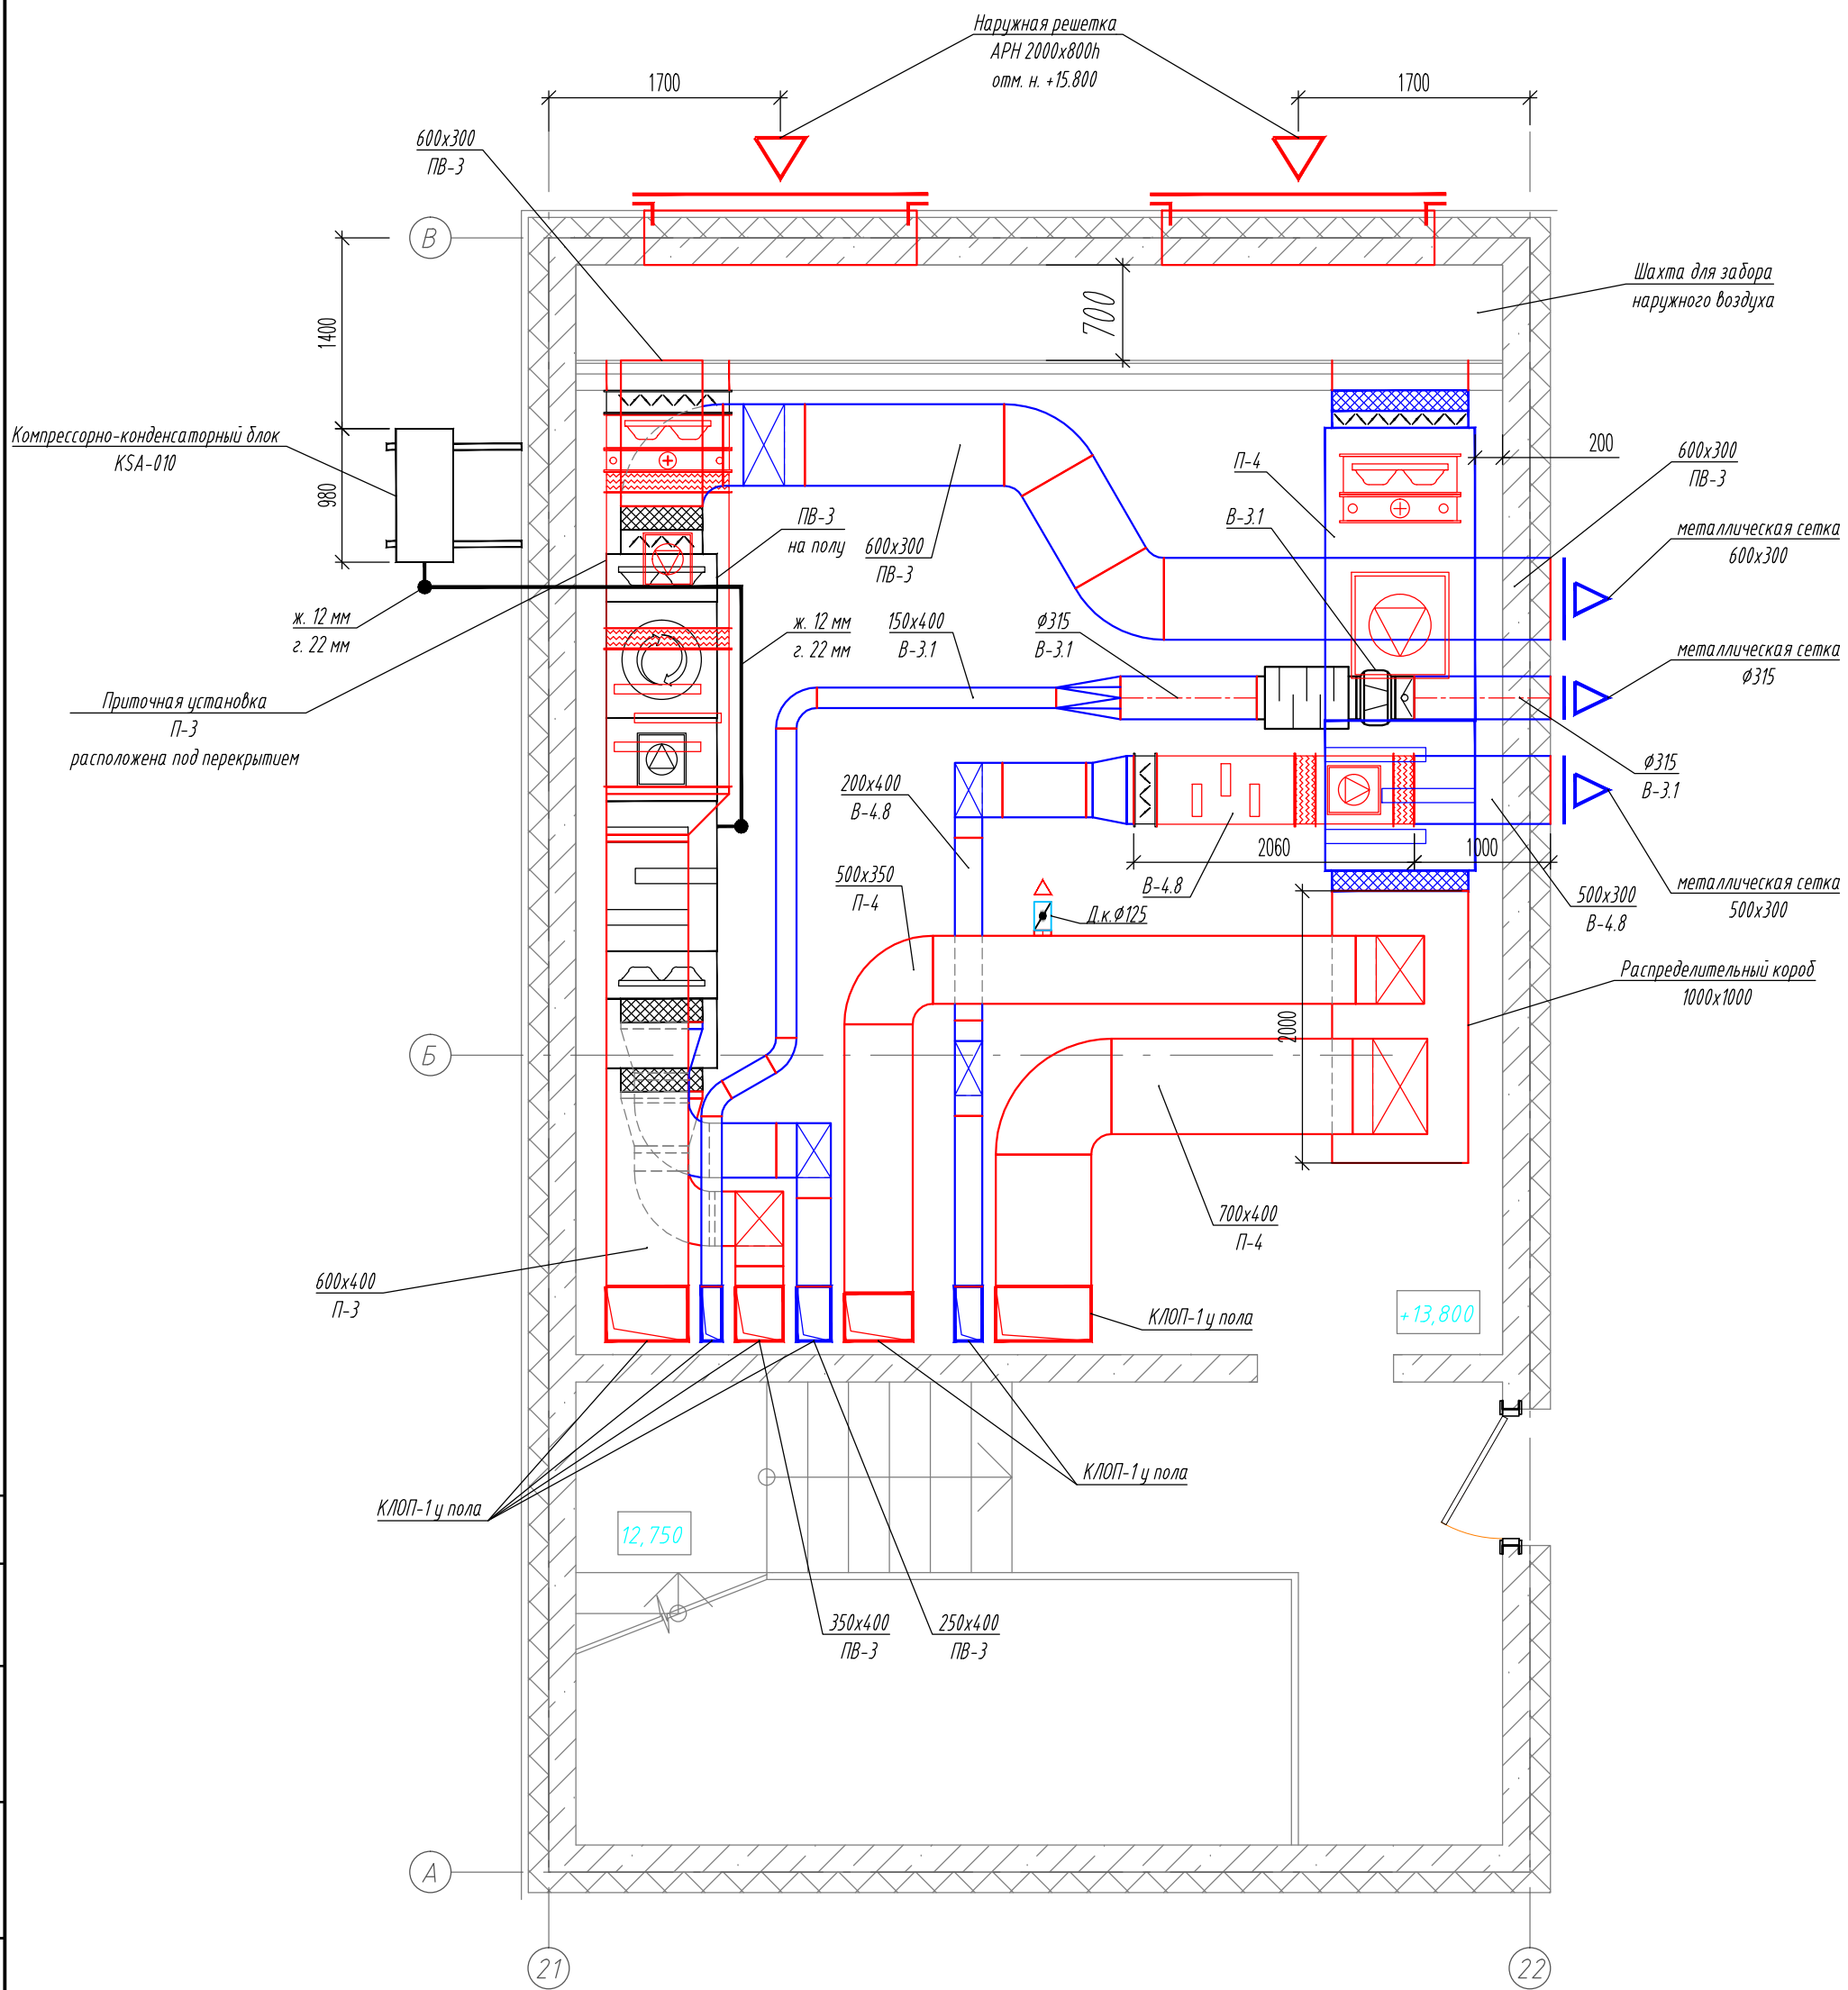 Наружная решетка
АРН 2000х800h
отм. н. +15.800
1700
1700
600х300
ПВ-3
В
Шахта для забора
наружного воздуха
700
1400
Компрессорно-конденсаторный блок
KSA-010
980
200
П-4
600х300
ПВ-3
В-3.1
ПВ-3
на полу
600х300
ПВ-3
металлическая сетка
600х300
ж. 12 мм
г. 22 мм
ж. 12 мм
г. 22 мм
150х400
В-3.1
ф315
В-3.1
металлическая сетка
ф315
Приточная установка
П-3
расположена под перекрытием
ф315
В-3.1
200х400
В-4.8
2060
1000
500х350
П-4
В-4.8
Д.к.ф125
металлическая сетка
500х300
500х300
В-4.8
Распределительный короб
1000х1000
2000
Б
700х400
П-4
600х400
П-3
КЛОП-1 у пола
+13,800
КЛОП-1 у пола
КЛОП-1 у пола
12,750
350х400
ПВ-3
250х400
ПВ-3
А
21
22